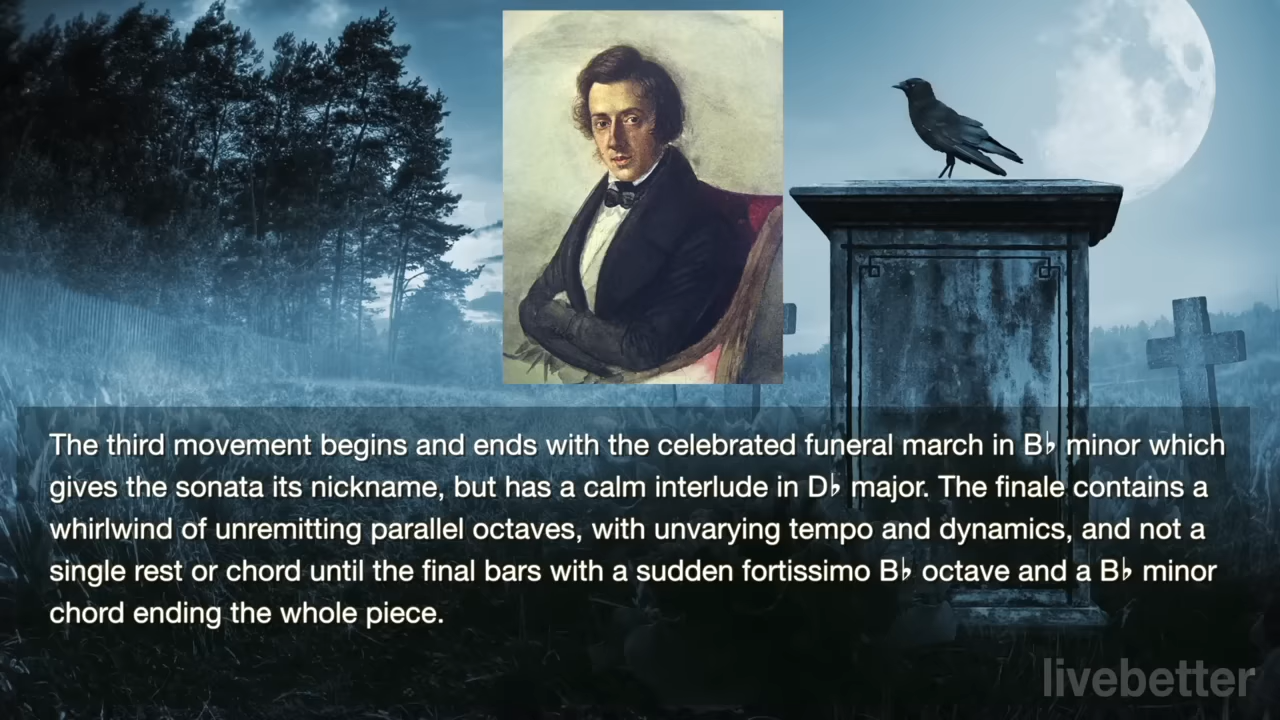 The third movement begins and ends with the celebrated funeral march in B♭ minor which
gives the sonata its nickname, but has a calm interlude in D♭ major. The finale contains a
whirlwind of unremitting parallel octaves, with unvarying tempo and dynamics, and not a
single rest or chord until the final bars with a sudden fortissimo B♭ octave and a B♭ minor
chord ending the whole piece.
livebetter